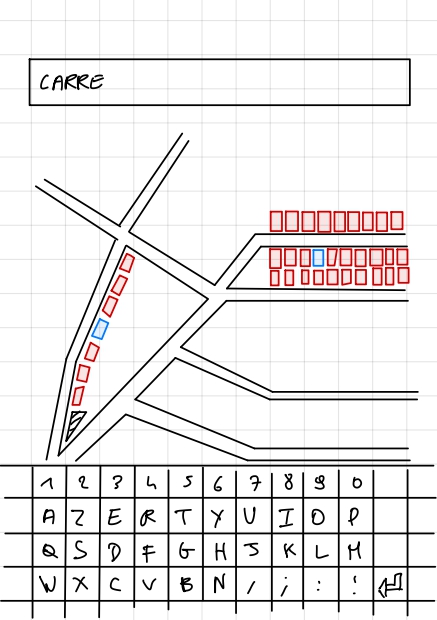 CARRE
1 2 3 4 5 6 7 8 9 0
A Z E R T Y U I O P
Q S D F G H J K L M
W X C V B N / ; : !